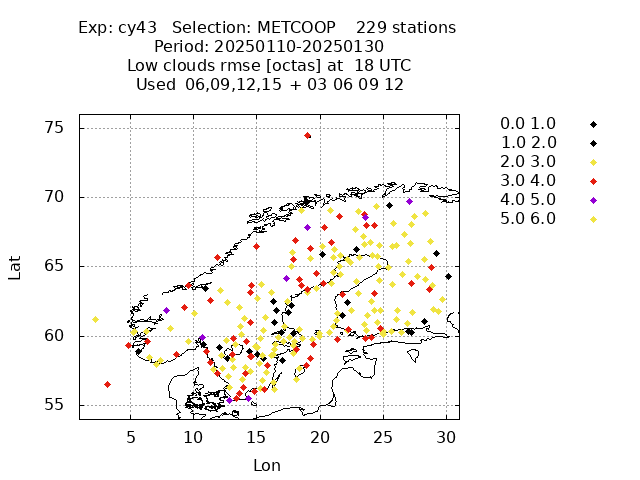 Exp: cy43   Selection: METCOOP    229 stations
Period: 20250110-20250130
Low clouds rmse [octas] at  18 UTC
Used  06,09,12,15  + 03 06 09 12
75
70
65
60
55
Lat
5 10 15 20 25 30
Lon
0.0 1.0
1.0 2.0
2.0 3.0
3.0 4.0
4.0 5.0
5.0 6.0